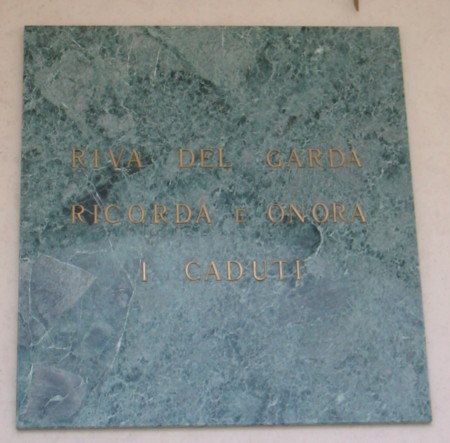 RIVA DEL GARDA
RICORDA E ONORA
I CADUTI